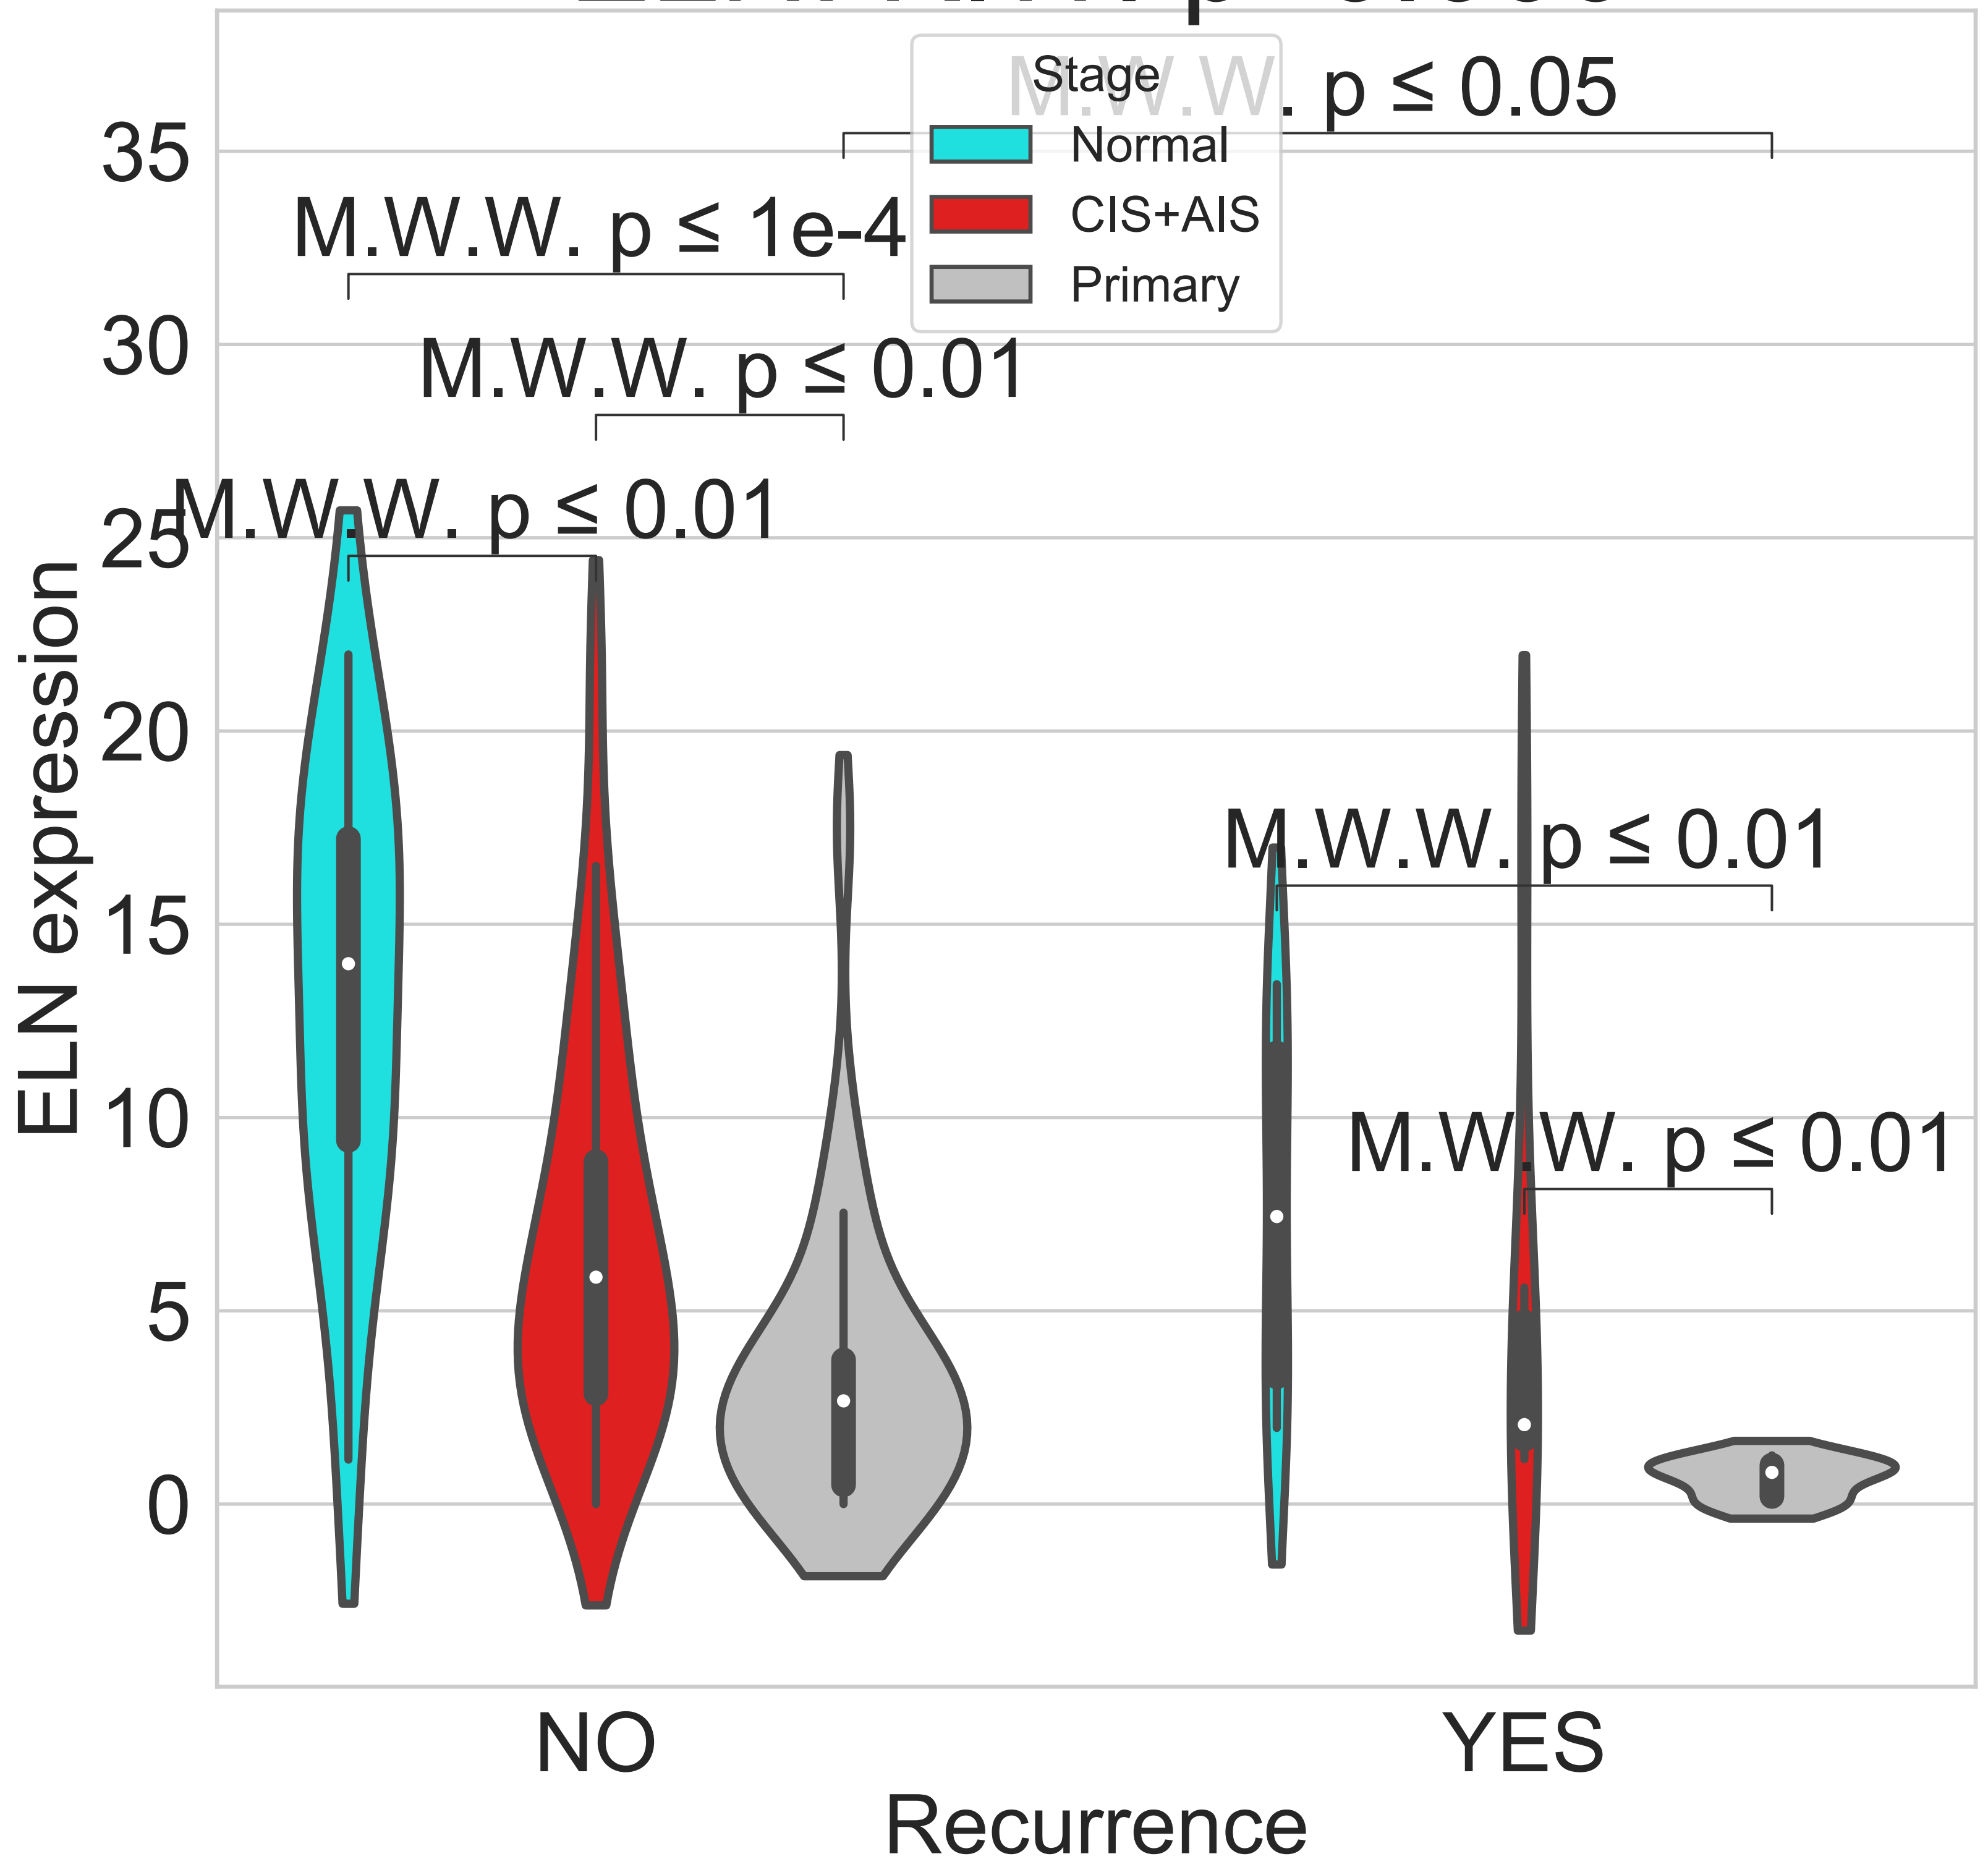 M.W.W. p ≤ 0.05
Stage
Normal
CIS+AIS
Primary
M.W.W. p ≤ 1e-4
M.W.W. p ≤ 0.01
M.W.W. p ≤ 0.01
M.W.W. p ≤ 0.01
M.W.W. p ≤ 0.01
35
30
25
20
15
10
5
0
ELN expression
NO
YES
Recurrence